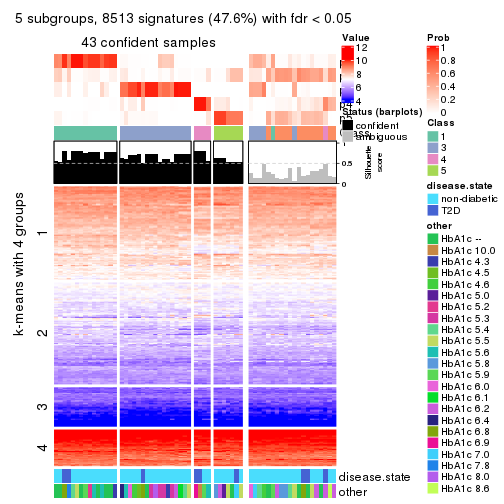 5 subgroups, 8513 signatures (47.6%) with fdr < 0.05
43 confident samples
k-means with 4 groups
1
2
3
4
1
0.5
0
Silhouette
score
disease.state
other
Value
12
10
8
6
4
Status (barplots)
confident
ambiguous
Prob
1
0.8
0.6
0.4
0.2
0
Class
1
3
4
5
disease.state
non-diabetic
T2D
other
HbA1c --
HbA1c 10.0
HbA1c 4.3
HbA1c 4.5
HbA1c 4.6
HbA1c 5.0
HbA1c 5.2
HbA1c 5.3
HbA1c 5.4
HbA1c 5.5
HbA1c 5.6
HbA1c 5.8
HbA1c 5.9
HbA1c 6.0
HbA1c 6.1
HbA1c 6.2
HbA1c 6.4
HbA1c 6.8
HbA1c 6.9
HbA1c 7.0
HbA1c 7.8
HbA1c 8.0
HbA1c 8.6